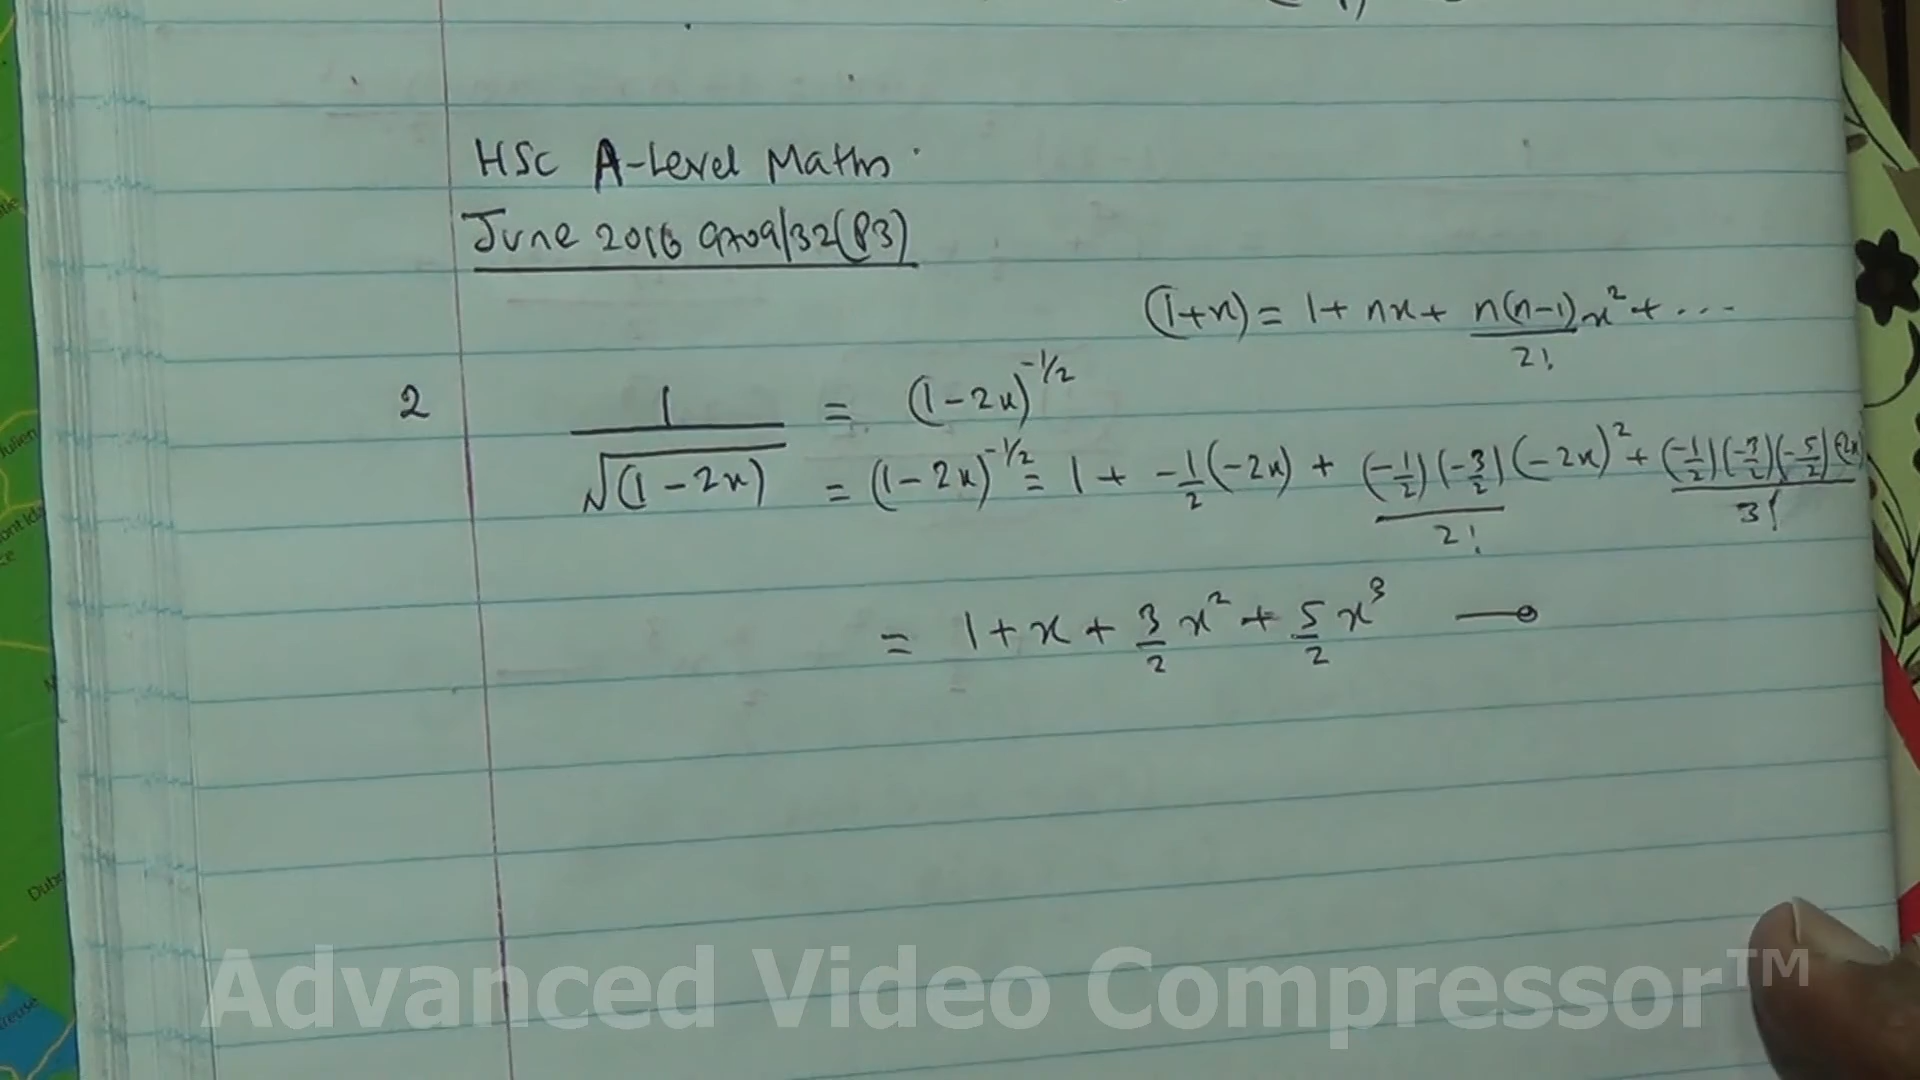 HSC A-Level Maths
June 2016 9709/32(P3)
(1+x) = 1 + nx + n(n-1)/2! x² + ...
2 1/√(1-2x) = (1-2x)^-1/2
= (1-2x)^-1/2 = 1 + -1/2(-2x) + (-1/2)(-3/2)/2! (-2x)² + (-1/2)(-3/2)(-5/2)(-2x)/3!
= 1 + x + 3/2 x² + 5/2 x³
Advanced Video Compressor™